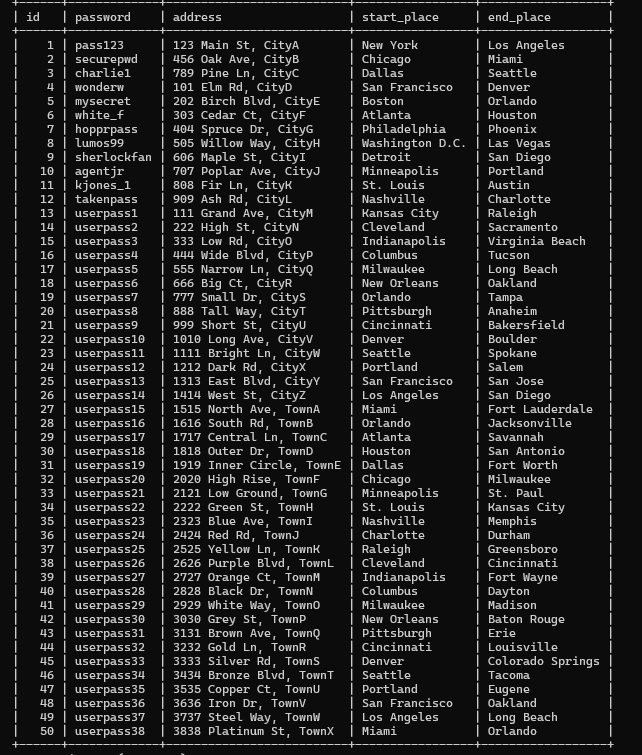 | id | password | address | start_place | end_place |
| 1 | pass123 | 123 Main St, CityA | New York | Los Angeles |
| 2 | securepwd | 456 Oak Ave, CityB | Chicago | Miami |
| 3 | charlie1 | 789 Pine Ln, CityC | Dallas | Seattle |
| 4 | wonderw | 101 Elm Rd, CityD | San Francisco | Denver |
| 5 | mysecret | 202 Birch Blvd, CityE | Boston | Orlando |
| 6 | white_f | 303 Cedar Ct, CityF | Atlanta | Houston |
| 7 | hopprpass | 404 Spruce Dr, CityG | Philadelphia | Phoenix |
| 8 | lumos99 | 505 Willow Way, CityH | Washington D.C. | Las Vegas |
| 9 | sherlockfan | 606 Maple St, CityI | Detroit | San Diego |
| 10 | agentjr | 707 Poplar Ave, CityJ | Minneapolis | Portland |
| 11 | kjones_1 | 808 Fir Ln, CityK | St. Louis | Austin |
| 12 | takenpass | 909 Ash Rd, CityL | Nashville | Charlotte |
| 13 | userpass1 | 111 Grand Ave, CityM | Kansas City | Raleigh |
| 14 | userpass2 | 222 High St, CityN | Cleveland | Sacramento |
| 15 | userpass3 | 333 Low Rd, CityO | Indianapolis | Virginia Beach |
| 16 | userpass4 | 444 Wide Blvd, CityP | Columbus | Tucson |
| 17 | userpass5 | 555 Narrow Ln, CityQ | Milwaukee | Long Beach |
| 18 | userpass6 | 666 Big Ct, CityR | New Orleans | Oakland |
| 19 | userpass7 | 777 Small Dr, CityS | Orlando | Tampa |
| 20 | userpass8 | 888 Tall Way, CityT | Pittsburgh | Anaheim |
| 21 | userpass9 | 999 Short St, CityU | Cincinnati | Bakersfield |
| 22 | userpass10 | 1010 Long Ave, CityV | Denver | Boulder |
| 23 | userpass11 | 1111 Bright Ln, CityW | Seattle | Spokane |
| 24 | userpass12 | 1212 Dark Rd, CityX | Portland | Salem |
| 25 | userpass13 | 1313 East Blvd, CityY | San Francisco | San Jose |
| 26 | userpass14 | 1414 West St, CityZ | Los Angeles | San Diego |
| 27 | userpass15 | 1515 North Ave, TownA | Miami | Fort Lauderdale |
| 28 | userpass16 | 1616 South Rd, TownB | Orlando | Jacksonville |
| 29 | userpass17 | 1717 Central Ln, TownC | Atlanta | Savannah |
| 30 | userpass18 | 1818 Outer Dr, TownD | Houston | San Antonio |
| 31 | userpass19 | 1919 Inner Circle, TownE | Dallas | Fort Worth |
| 32 | userpass20 | 2020 High Rise, TownF | Chicago | Milwaukee |
| 33 | userpass21 | 2121 Low Ground, TownG | Minneapolis | St. Paul |
| 34 | userpass22 | 2222 Green St, TownH | St. Louis | Kansas City |
| 35 | userpass23 | 2323 Blue Ave, TownI | Nashville | Memphis |
| 36 | userpass24 | 2424 Red Rd, TownJ | Charlotte | Durham |
| 37 | userpass25 | 2525 Yellow Ln, TownK | Raleigh | Greensboro |
| 38 | userpass26 | 2626 Purple Blvd, TownL | Cleveland | Cincinnati |
| 39 | userpass27 | 2727 Orange Ct, TownM | Indianapolis | Fort Wayne |
| 40 | userpass28 | 2828 Black Dr, TownN | Columbus | Dayton |
| 41 | userpass29 | 2929 White Way, TownO | Milwaukee | Madison |
| 42 | userpass30 | 3030 Grey St, TownP | New Orleans | Baton Rouge |
| 43 | userpass31 | 3131 Brown Ave, TownQ | Pittsburgh | Erie |
| 44 | userpass32 | 3232 Gold Ln, TownR | Cincinnati | Louisville |
| 45 | userpass33 | 3333 Silver Rd, TownS | Denver | Colorado Springs |
| 46 | userpass34 | 3434 Bronze Blvd, TownT | Seattle | Tacoma |
| 47 | userpass35 | 3535 Copper Ct, TownU | Portland | Eugene |
| 48 | userpass36 | 3636 Iron Dr, TownV | San Francisco | Oakland |
| 49 | userpass37 | 3737 Steel Way, TownW | Los Angeles | Long Beach |
| 50 | userpass38 | 3838 Platinum St, TownX | Miami | Orlando |